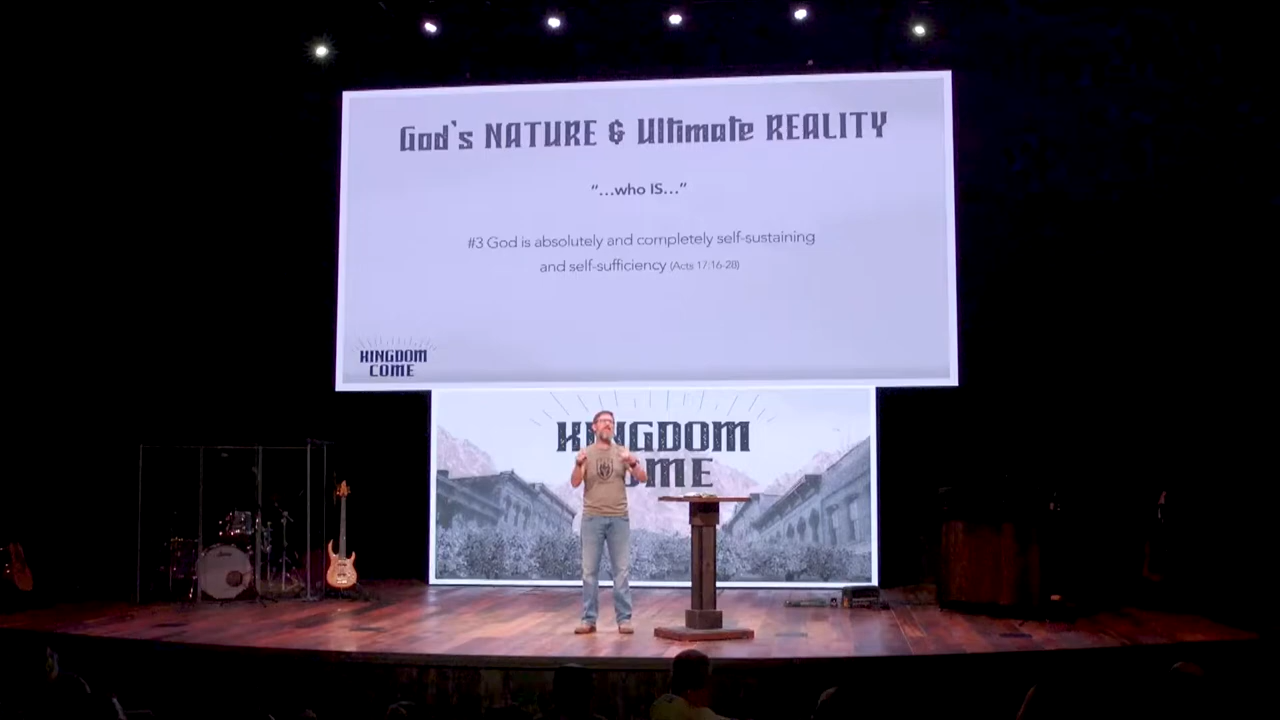 God's NATURE & Ultimate REALITY
"...who IS..."
#3 God is absolutely and completely self-sustaining
and self-sufficiency (Acts 17:16-28)
KINGDOM
COME
KINGDOM
COME